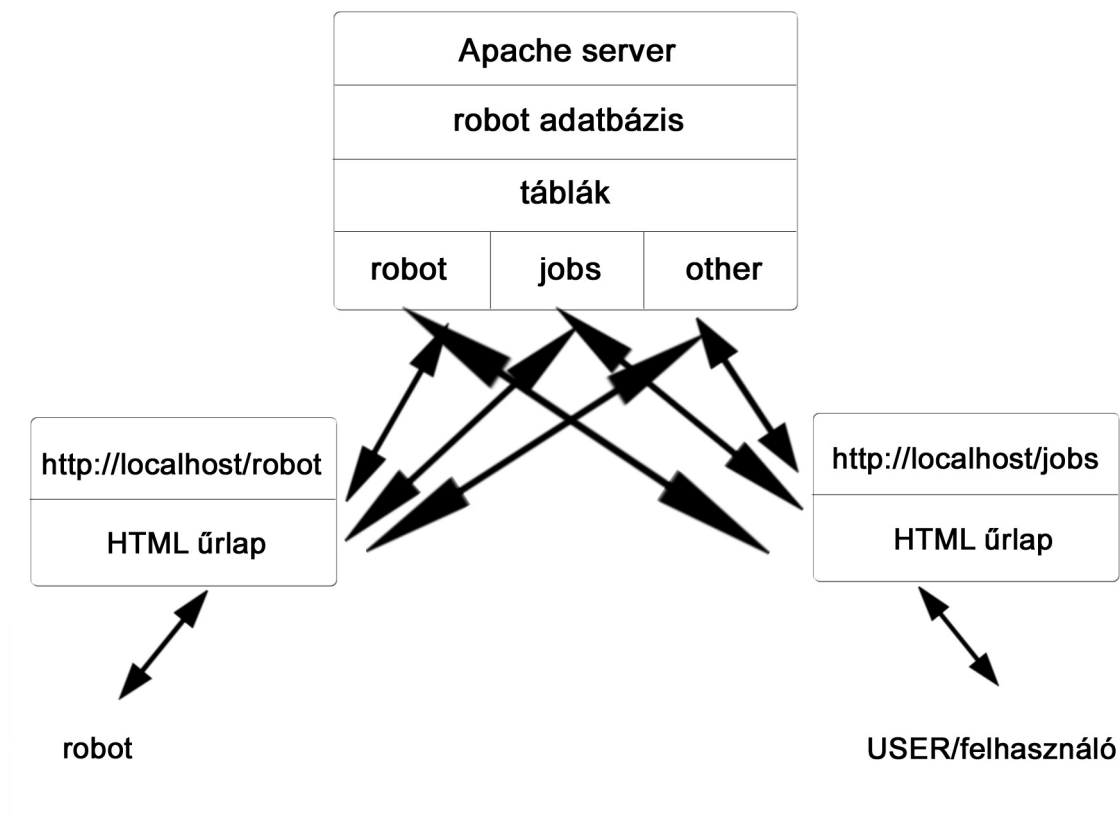 Apache server
robot adatbázis
táblák
robot jobs other
http://localhost/robot
HTML űrlap
http://localhost/jobs
HTML űrlap
robot
USER/felhasználó